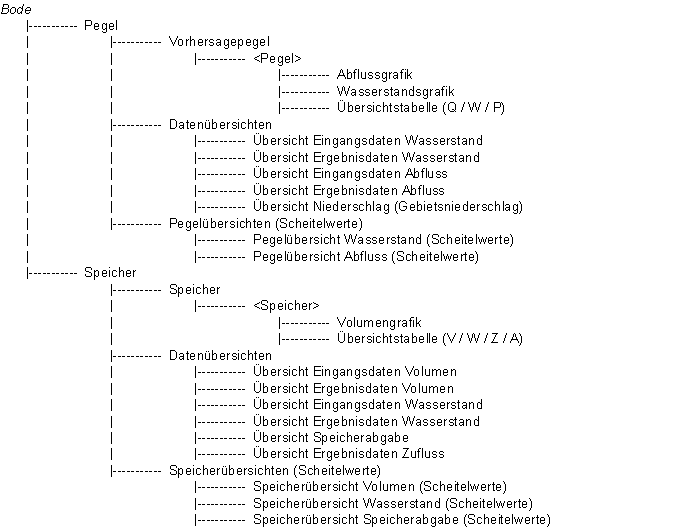 Bode
|----------- Pegel
| |----------- Vorhersagepegel
| | |----------- <Pegel>
| | |----------- Abflussgrafik
| | |----------- Wasserstandsgrafik
| | |----------- Übersichtstabelle (Q / W / P)
| |----------- Datenübersichten
| | |----------- Übersicht Eingangsdaten Wasserstand
| | |----------- Übersicht Ergebnisdaten Wasserstand
| | |----------- Übersicht Eingangsdaten Abfluss
| | |----------- Übersicht Ergebnisdaten Abfluss
| | |----------- Übersicht Niederschlag (Gebietsniederschlag)
| |----------- Pegelübersichten (Scheitelwerte)
| |----------- Pegelübersicht Wasserstand (Scheitelwerte)
| |----------- Pegelübersicht Abfluss (Scheitelwerte)
|----------- Speicher
|----------- Speicher
| |----------- <Speicher>
| |----------- Volumengrafik
| |----------- Übersichtstabelle (V / W / Z / A)
|----------- Datenübersichten
| |----------- Übersicht Eingangsdaten Volumen
| |----------- Übersicht Ergebnisdaten Volumen
| |----------- Übersicht Eingangsdaten Wasserstand
| |----------- Übersicht Ergebnisdaten Wasserstand
| |----------- Übersicht Speicherabgabe
| |----------- Übersicht Ergebnisdaten Zufluss
|----------- Speicherübersichten (Scheitelwerte)
|----------- Speicherübersicht Volumen (Scheitelwerte)
|----------- Speicherübersicht Wasserstand (Scheitelwerte)
|----------- Speicherübersicht Speicherabgabe (Scheitelwerte)